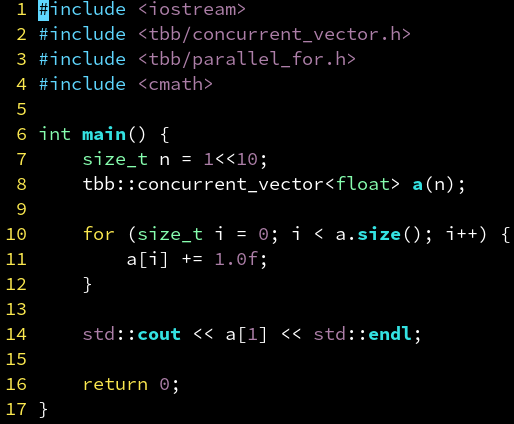 1 #include <iostream>
2 #include <tbb/concurrent_vector.h>
3 #include <tbb/parallel_for.h>
4 #include <cmath>
5
6 int main() {
7     size_t n = 1<<10;
8     tbb::concurrent_vector<float> a(n);
9
10     for (size_t i = 0; i < a.size(); i++) {
11         a[i] += 1.0f;
12     }
13
14     std::cout << a[1] << std::endl;
15
16     return 0;
17 }